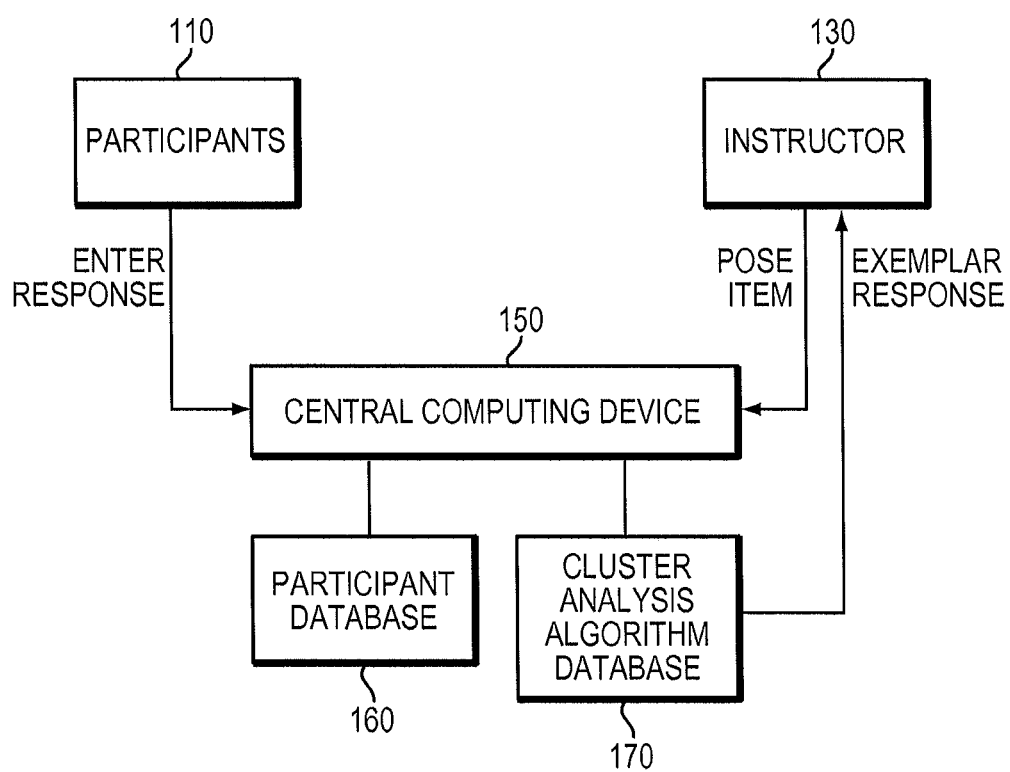 110
130
PARTICIPANTS
INSTRUCTOR
ENTER
RESPONSE
POSE
ITEM
EXEMPLAR
RESPONSE
150
CENTRAL COMPUTING DEVICE
PARTICIPANT
DATABASE
CLUSTER
ANALYSIS
ALGORITHM
DATABASE
160
170